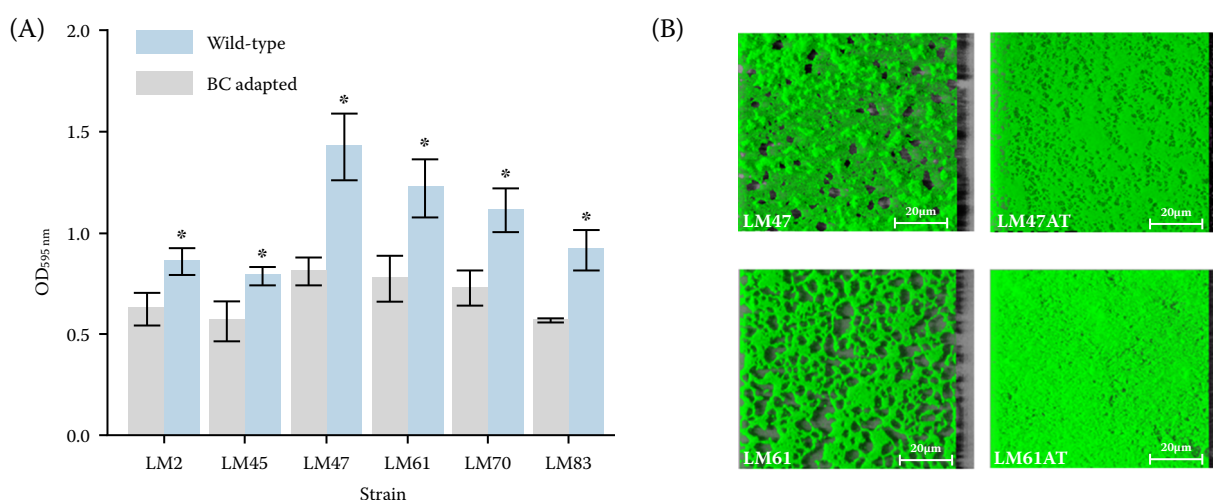 (A)
2.0
1.5
1.0
0.5
0.0
OD595 nm
Wild-type
BC adapted
*
*
*
*
*
*
LM2 LM45 LM47 LM61 LM70 LM83
Strain
(B)
LM47 20µm
LM47AT 20µm
LM61 20µm
LM61AT 20µm